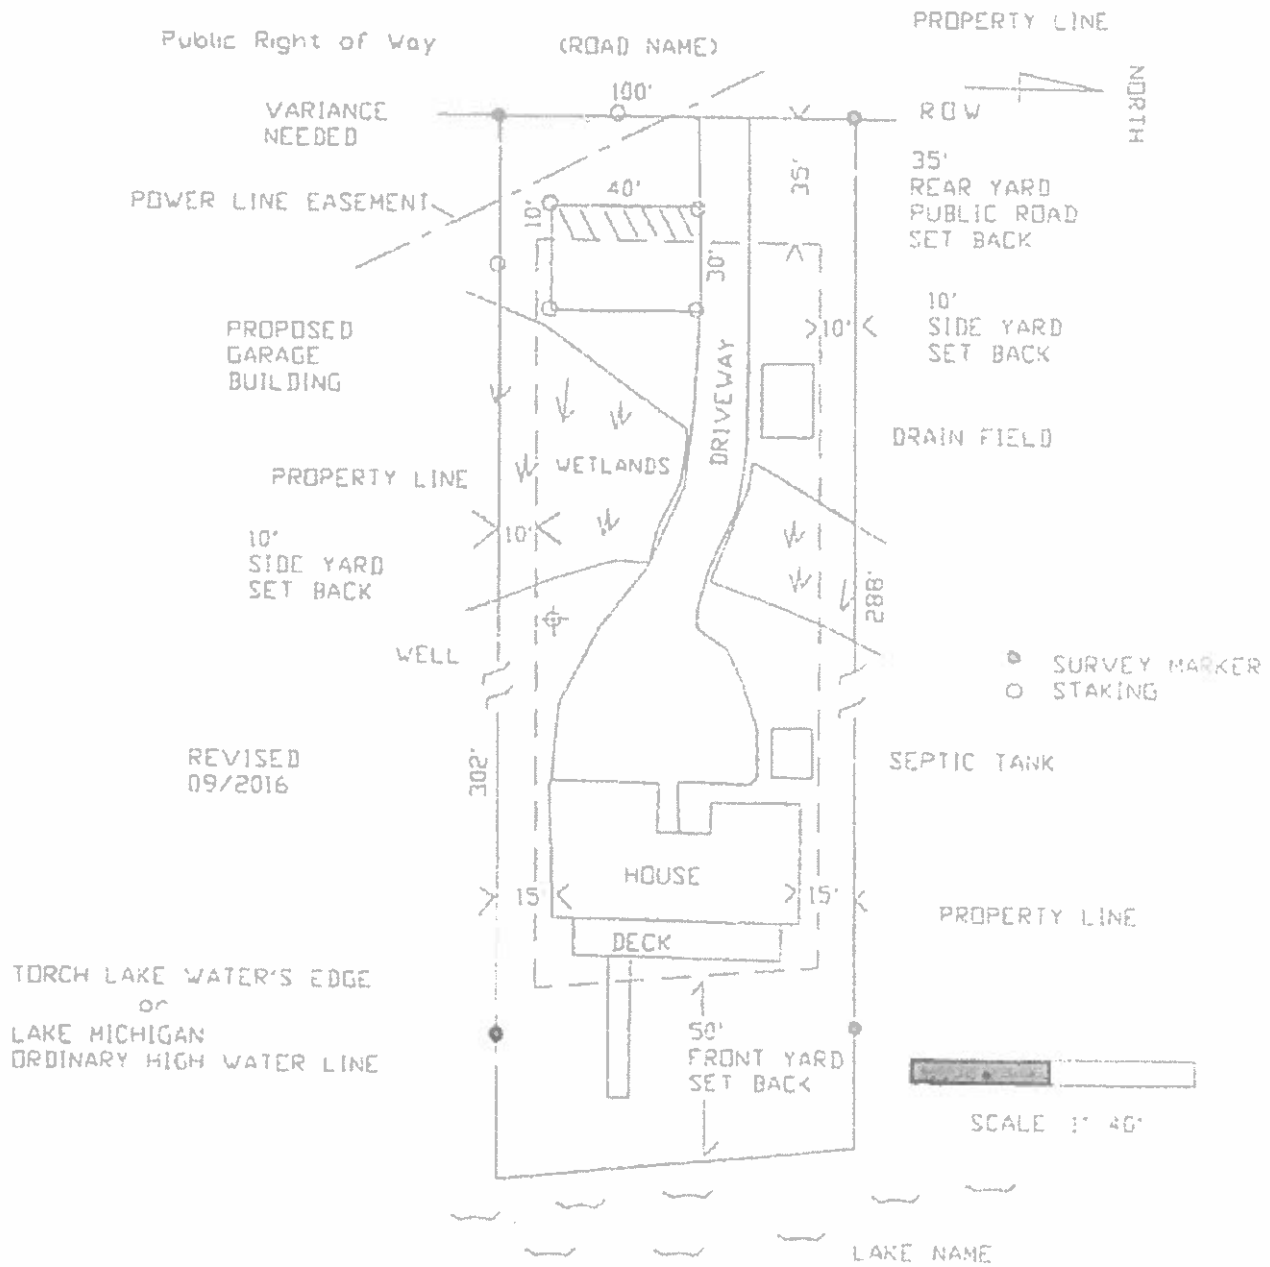 Public Right of Way
(ROAD NAME)
PROPERTY LINE
NORTH
100'
VARIANCE
NEEDED
ROW
35'
35'
REAR YARD
PUBLIC ROAD
SET BACK
POWER LINE EASEMENT
40'
10'
30'
PROPOSED
GARAGE
BUILDING
10'
10'
SIDE YARD
SET BACK
DRIVEWAY
DRAIN FIELD
WETLANDS
PROPERTY LINE
10'
10'
SIDE YARD
SET BACK
288'
WELL
SURVEY MARKER
STAKING
REVISED
09/2016
302'
SEPTIC TANK
HOUSE
15'
15'
PROPERTY LINE
DECK
TORCH LAKE WATER'S EDGE
or
LAKE MICHIGAN
ORDINARY HIGH WATER LINE
50'
FRONT YARD
SET BACK
SCALE 1" 40'
LAKE NAME